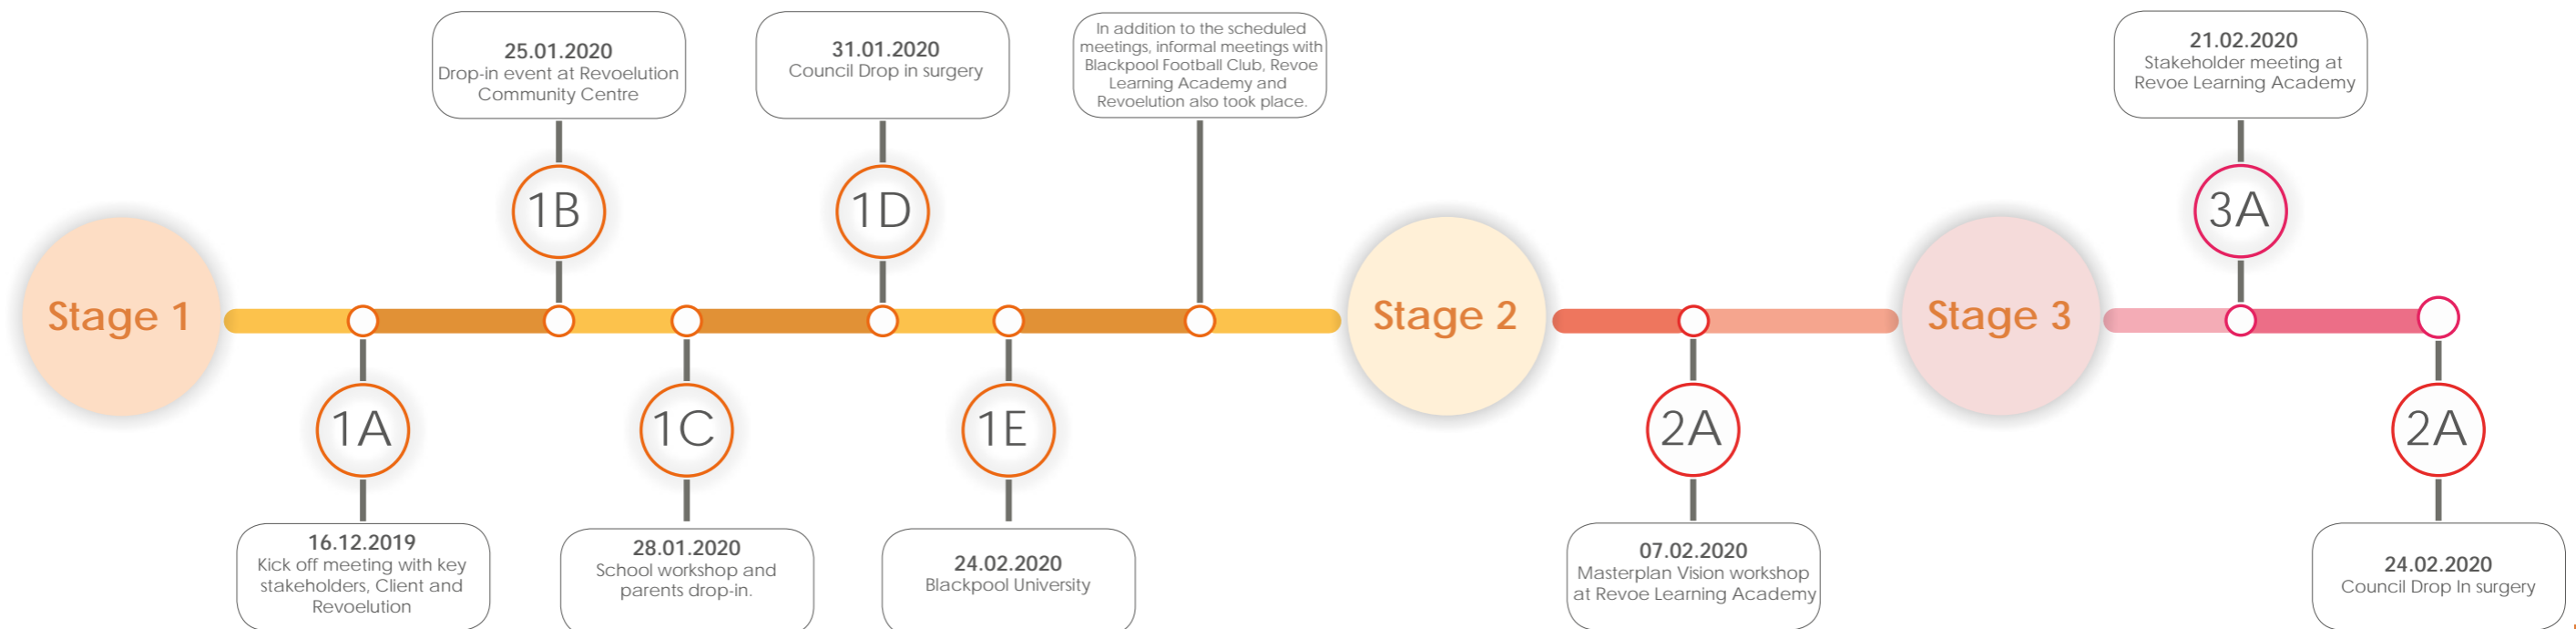 Stage 1
16.12.2019
Kick off meeting with key
stakeholders, Client and
Revoelution
1A
25.01.2020
Drop-in event at Revoelution
Community Centre
1B
28.01.2020
School workshop and
parents drop-in.
1C
31.01.2020
Council Drop in surgery
1D
24.02.2020
Blackpool University
1E
In addition to the scheduled
meetings, informal meetings with
Blackpool Football Club, Revoe
Learning Academy and
Revoelution also took place.
Stage 2
2A
07.02.2020
Masterplan Vision workshop
at Revoe Learning Academy
Stage 3
21.02.2020
Stakeholder meeting at
Revoe Learning Academy
3A
2A
24.02.2020
Council Drop In surgery